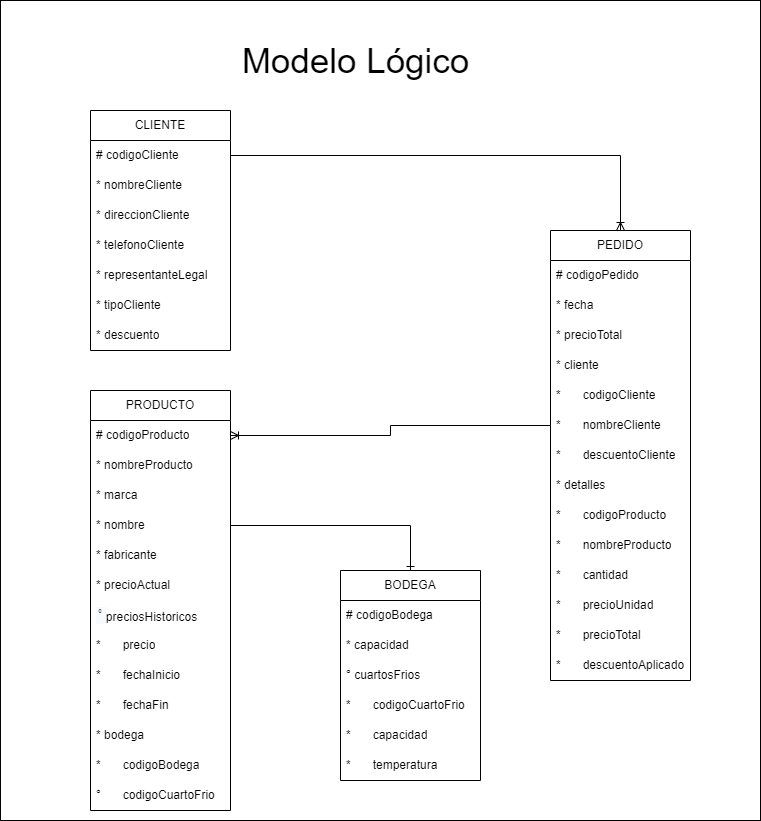 Modelo Lógico
CLIENTE
# codigoCliente
* nombreCliente
* direccionCliente
* telefonoCliente
* representanteLegal
* tipoCliente
* descuento
PEDIDO
# codigoPedido
* fecha
* precioTotal
* cliente
* codigoCliente
* nombreCliente
* descuentoCliente
* detalles
* codigoProducto
* nombreProducto
* cantidad
* precioUnidad
* precioTotal
* descuentoAplicado
PRODUCTO
# codigoProducto
* nombreProducto
* marca
* nombre
* fabricante
* precioActual
° preciosHistoricos
* precio
* fechaInicio
* fechaFin
* bodega
* codigoBodega
° codigoCuartoFrio
BODEGA
# codigoBodega
* capacidad
° cuartosFrios
* codigoCuartoFrio
* capacidad
* temperatura